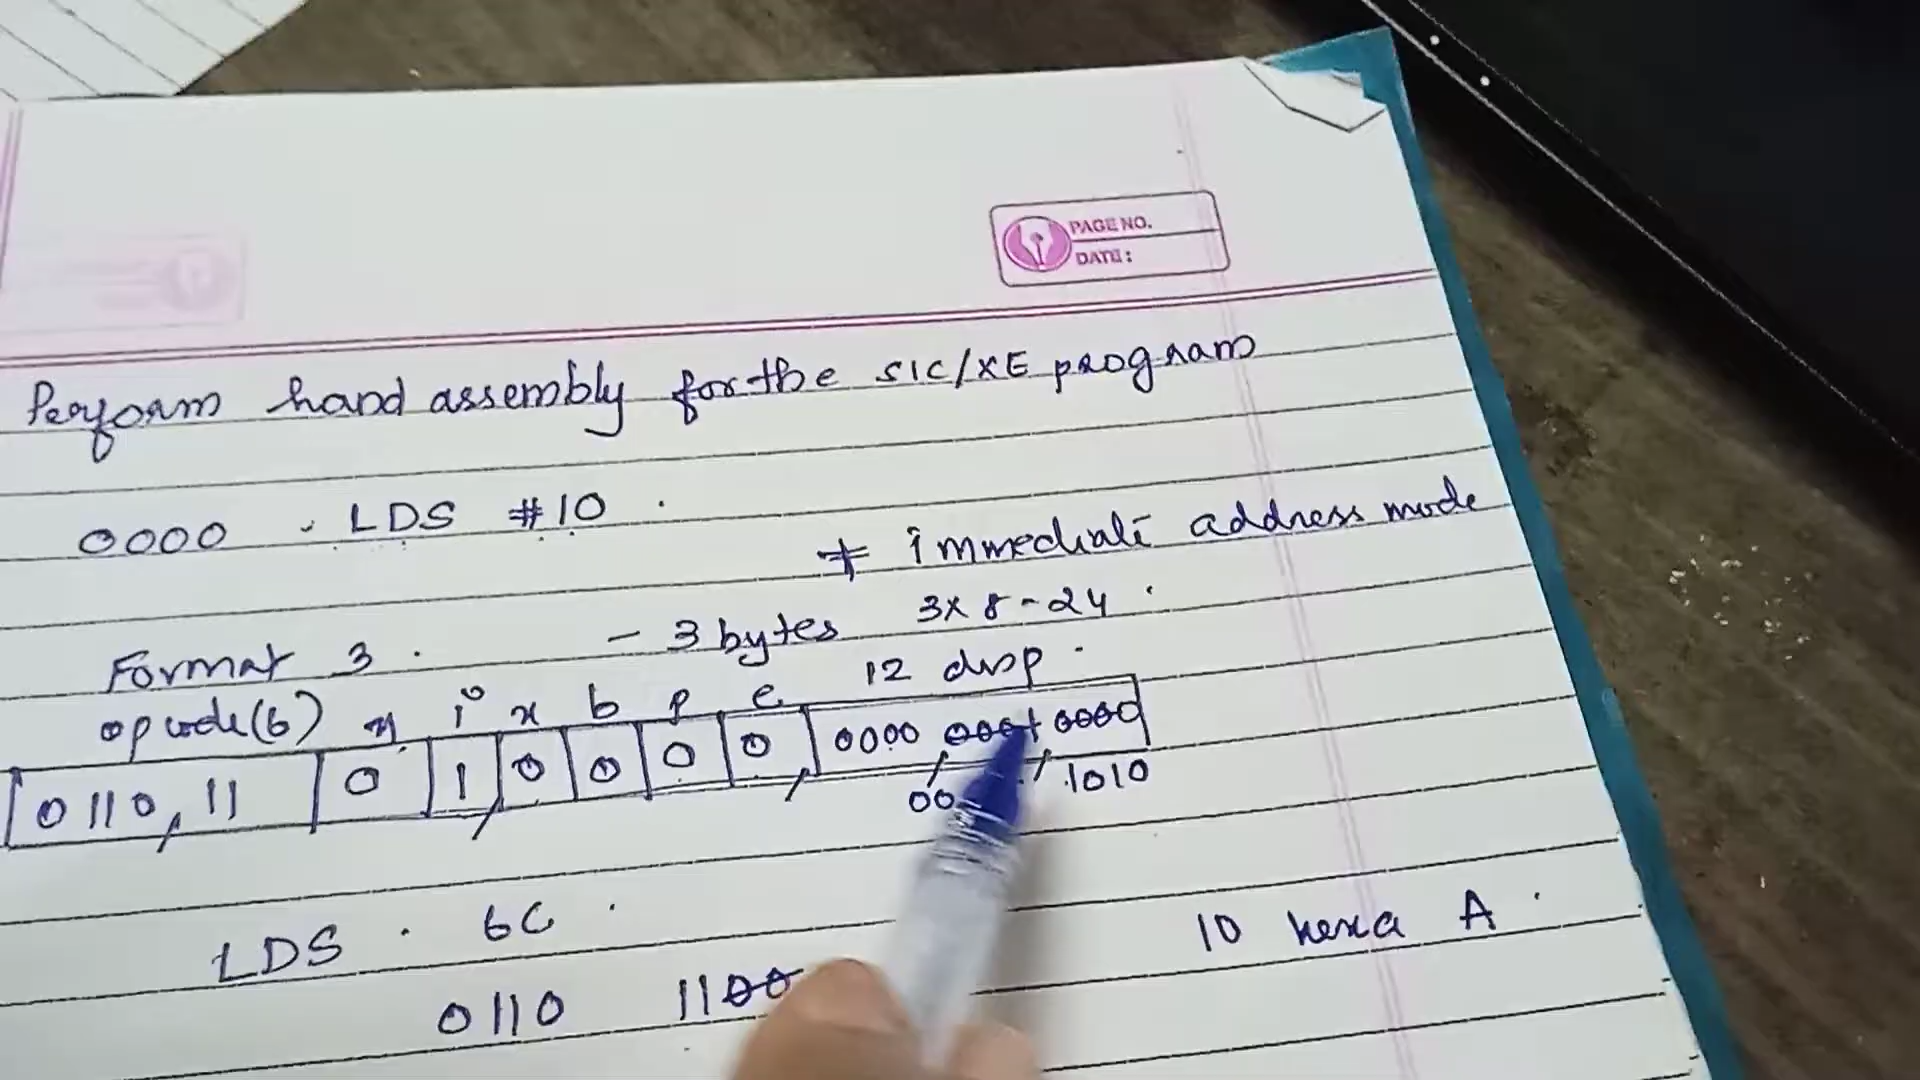 PAGE NO.
DATE:
Perform hand assembly for the SIC/XE program
0000 . LDS #10 .
* immediate address mode
Format 3 . - 3 bytes 3x8-24 .
opcode(6) n i x b p e 12 disp .
0110,11 0 1 0 0 0 0 0000 0001 0000
00 1010
LDS . 6C .
10 hexa A .
0110 1100